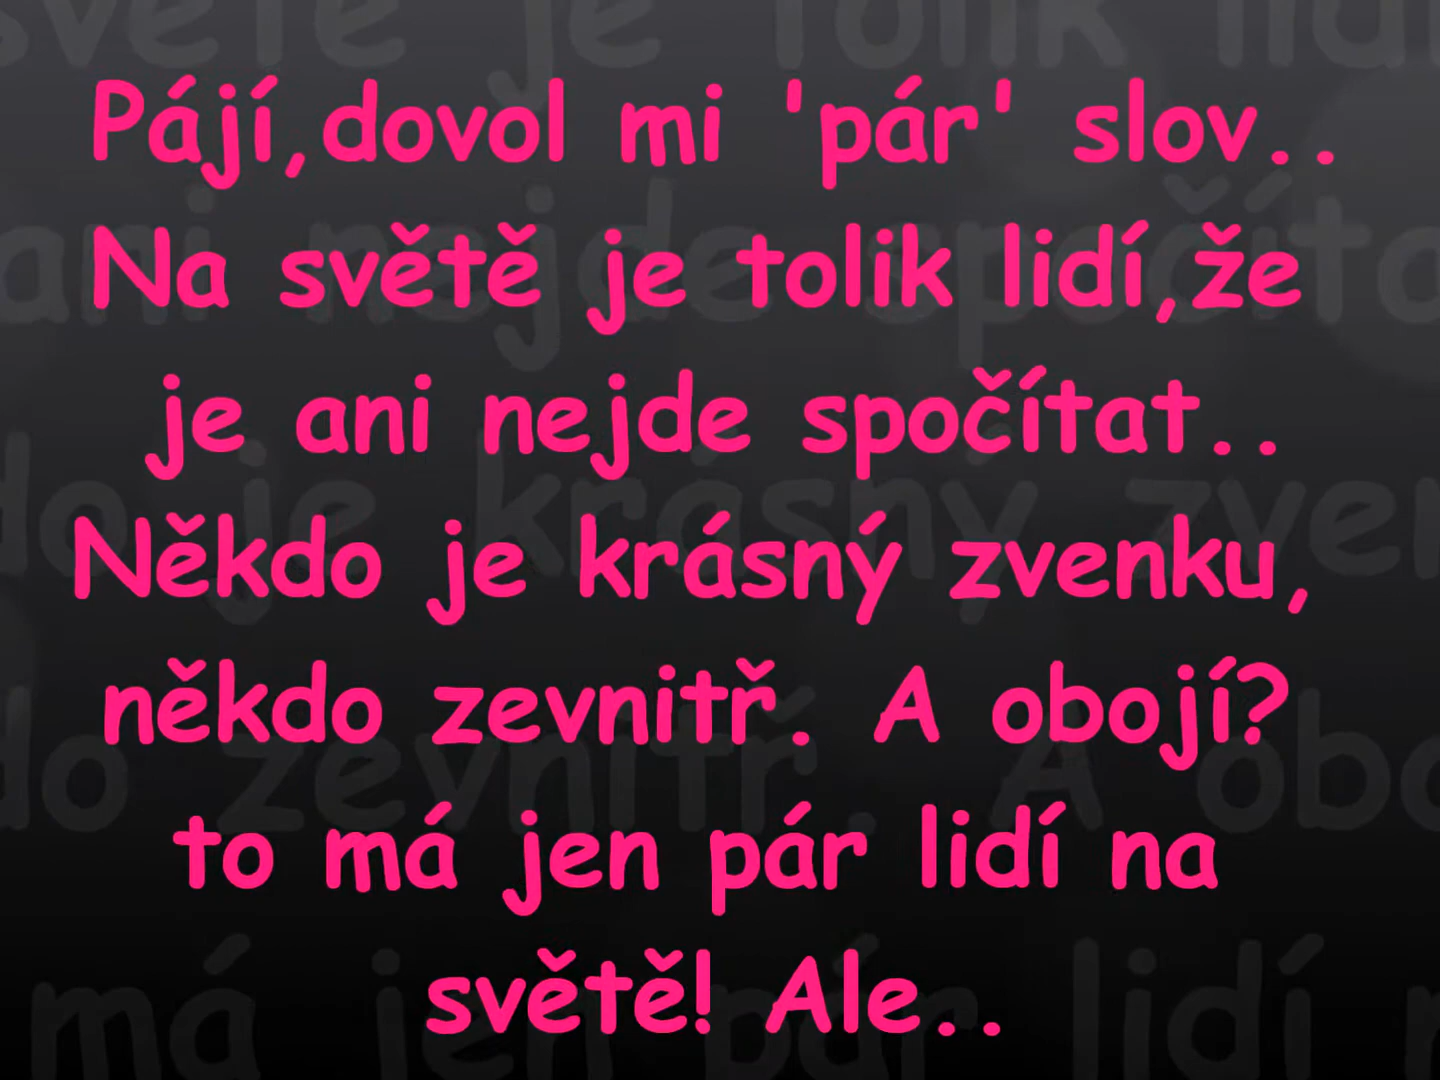 Pájí,dovol mi 'pár' slov..
Na světě je tolik lidí,že
je ani nejde spočítat..
Někdo je krásný zvenku,
někdo zevnitř. A obojí?
to má jen pár lidí na
světě! Ale..